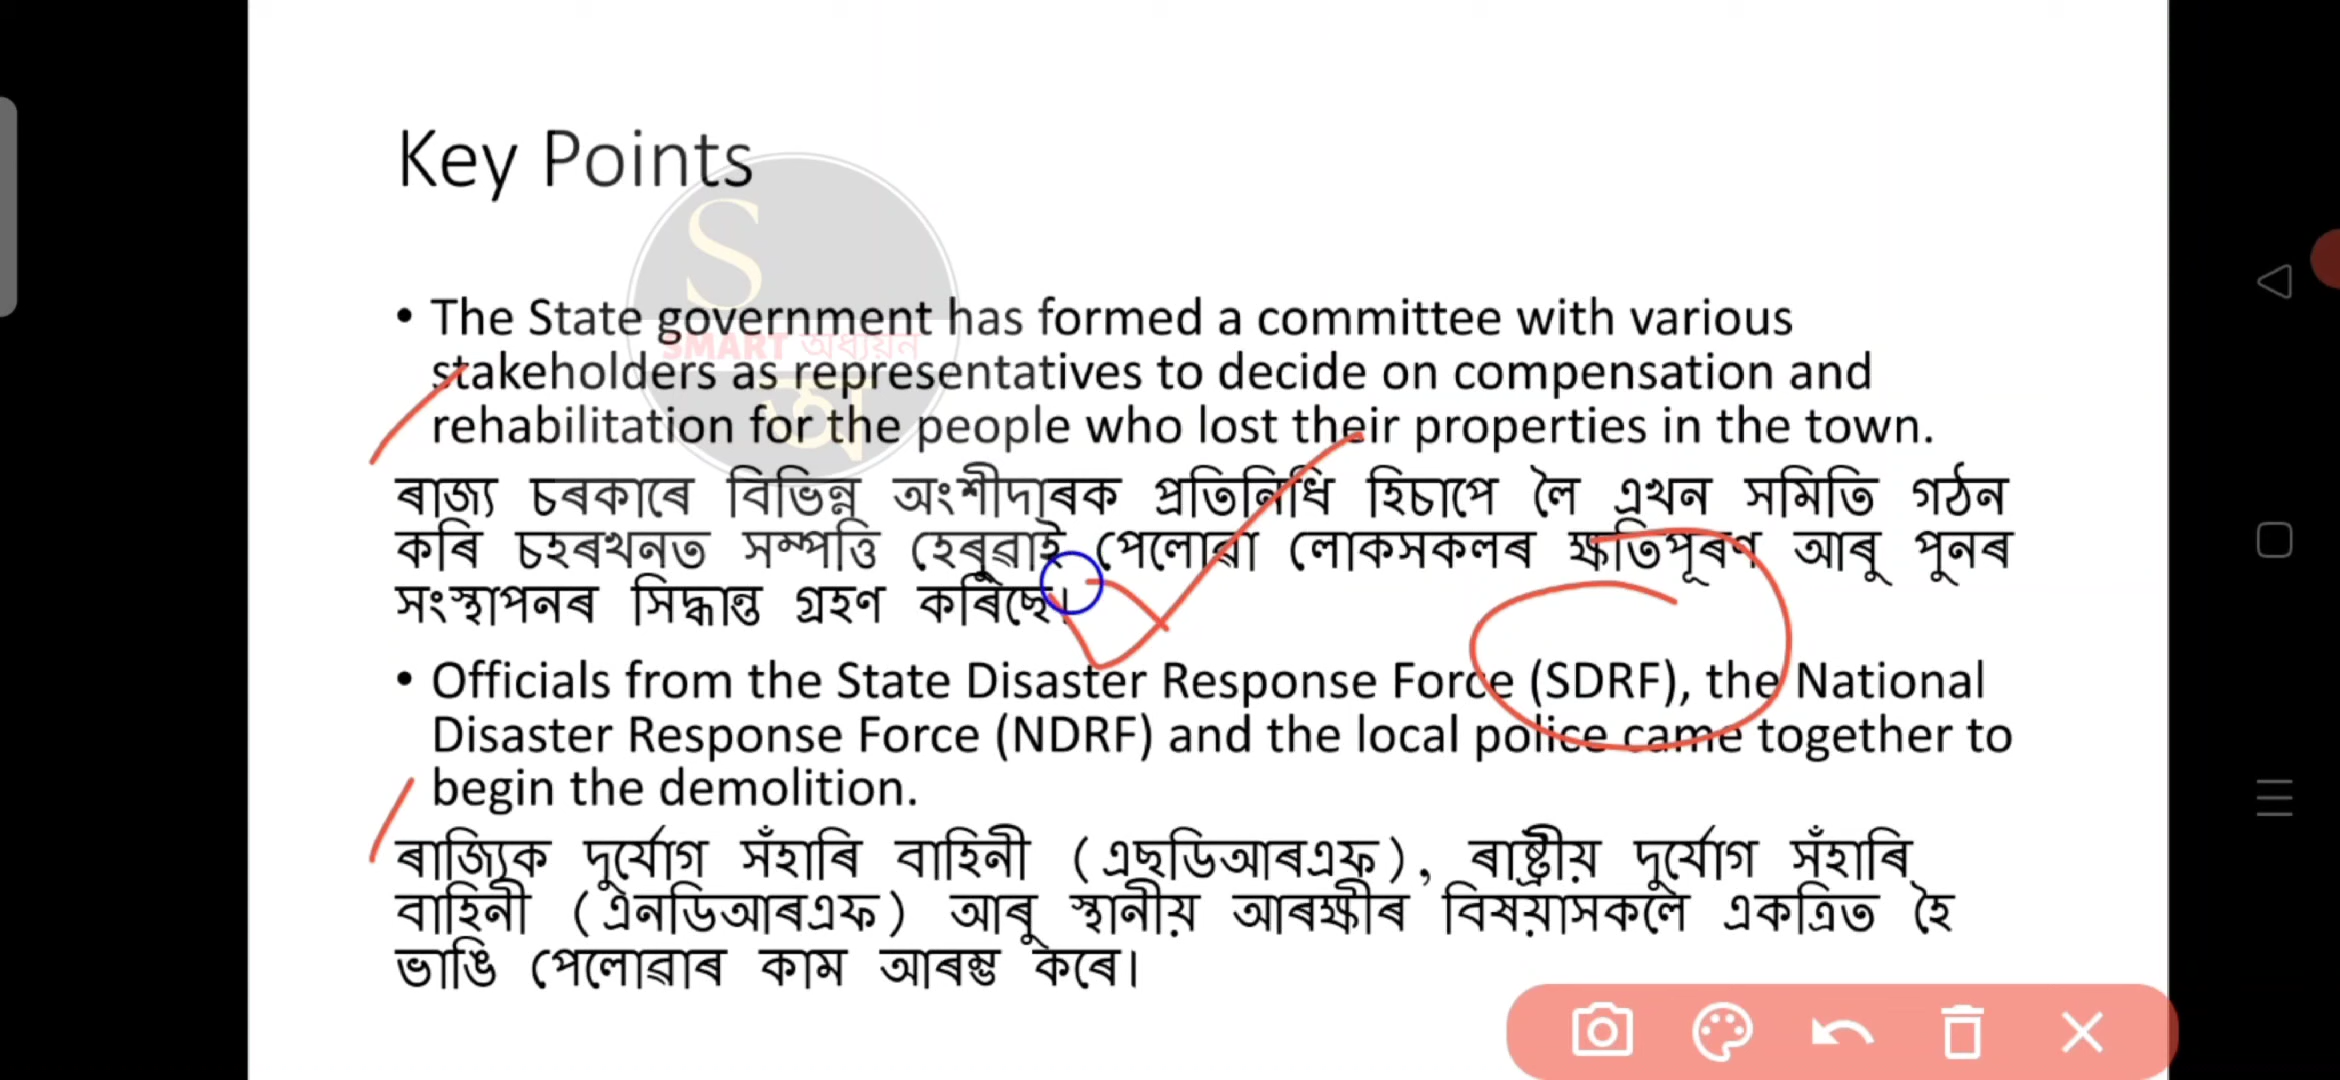 Key Points
S
SMART অধ্যয়ন
অ
• The State government has formed a committee with various
stakeholders as representatives to decide on compensation and
rehabilitation for the people who lost their properties in the town.
ৰাজ্য চৰকাৰে বিভিন্ন অংশীদাৰক প্ৰতিনিধি হিচাপে লৈ এখন সমিতি গঠন
কৰি চহৰখনত সম্পত্তি হেৰুৱাই পেলোৱা লোকসকলৰ ক্ষতিপূৰণ আৰু পুনৰ
সংস্থাপনৰ সিদ্ধান্ত গ্ৰহণ কৰিছে।
• Officials from the State Disaster Response Force (SDRF), the National
Disaster Response Force (NDRF) and the local police came together to
begin the demolition.
ৰাজ্যিক দুৰ্যোগ সঁহাৰি বাহিনী (এছডিআৰএফ), ৰাষ্ট্ৰীয় দুৰ্যোগ সঁহাৰি
বাহিনী (এনডিআৰএফ) আৰু স্থানীয় আৰক্ষীৰ বিষয়াসকলে একত্ৰিত হৈ
ভাঙি পেলোৱাৰ কাম আৰম্ভ কৰে।